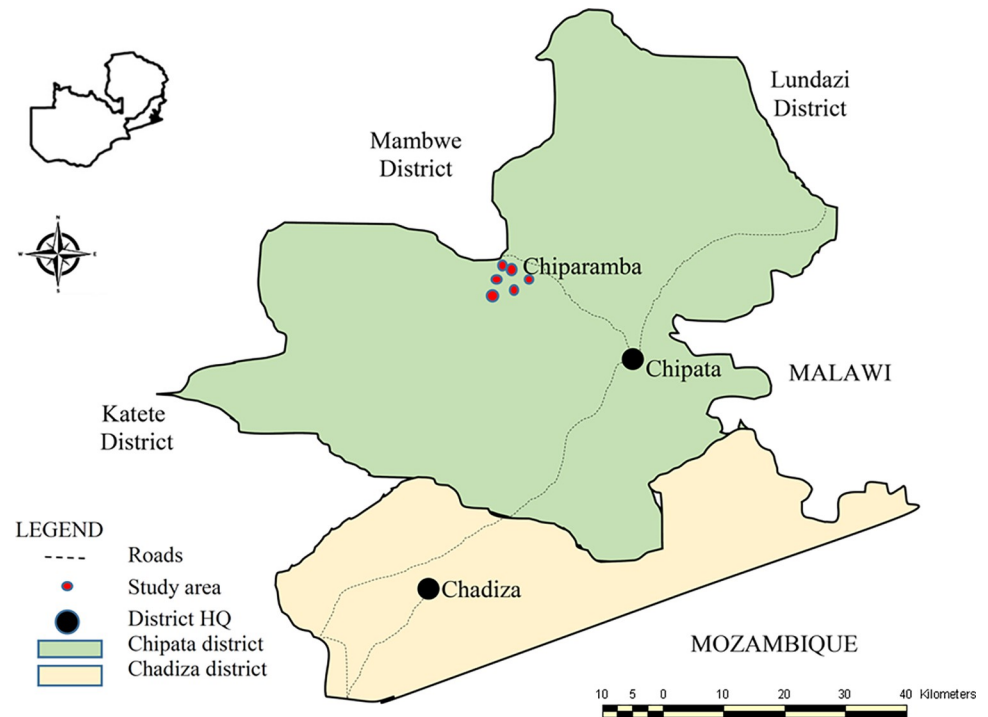 Lundazi
District
Mambwe
District
N
W
E
S
Chiparamba
Chipata
MALAWI
Katete
District
LEGEND
Roads
Study area
District HQ
Chipata district
Chadiza district
Chadiza
MOZAMBIQUE
10 5 0 10 20 30 40 Kilometers